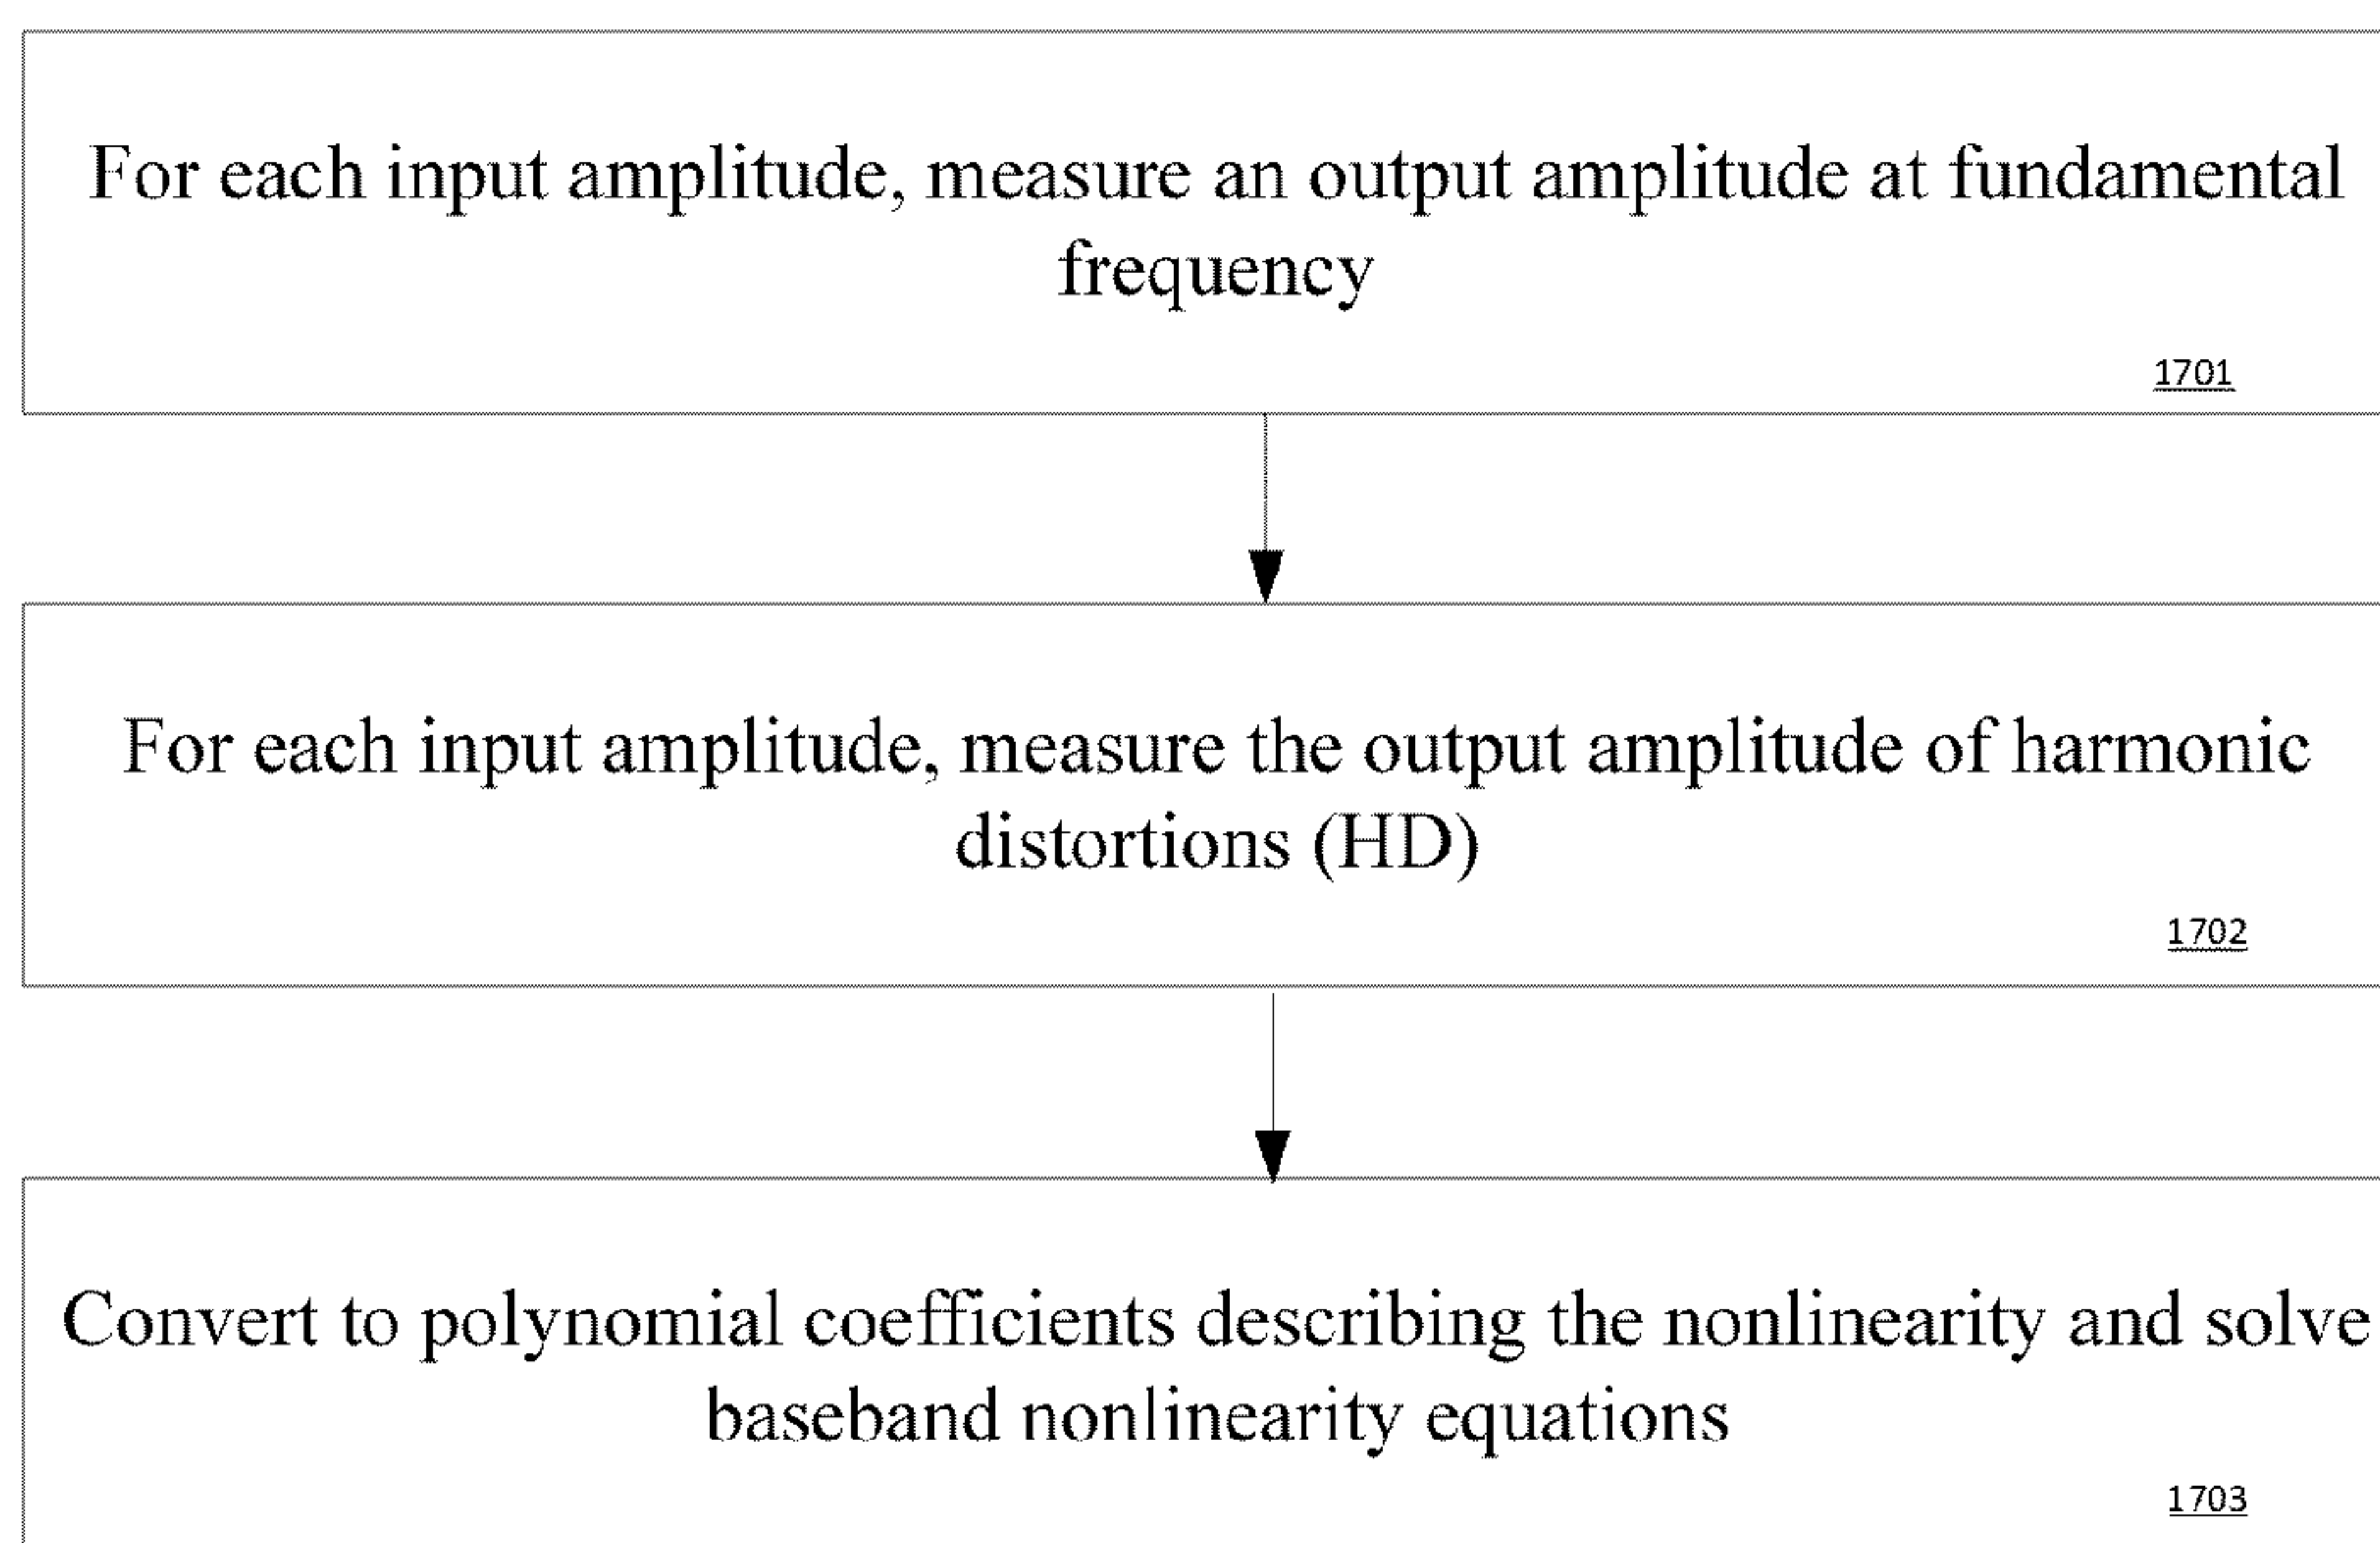 For each input amplitude, measure an output amplitude at fundamental
frequency
1701
For each input amplitude, measure the output amplitude of harmonic
distortions (HD)
1702
Convert to polynomial coefficients describing the nonlinearity and solve
baseband nonlinearity equations
1703